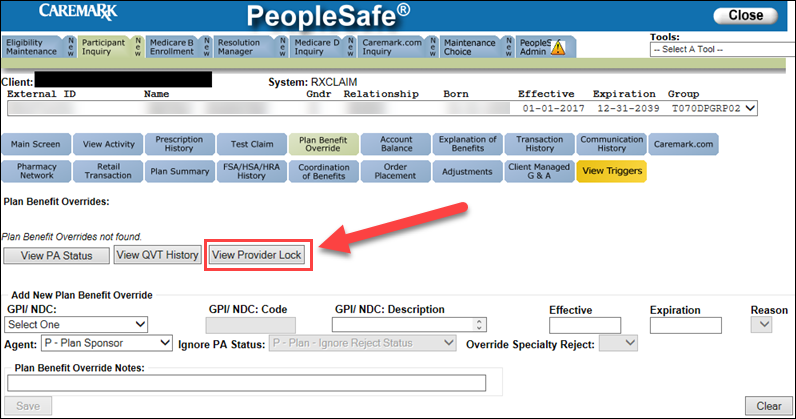 CAREMARK PeopleSafe® Close
Eligibility Maintenance New Participant Inquiry New Medicare B Enrollment New Resolution Manager New Medicare D Inquiry New Caremark.com Inquiry New Maintenance Choice New PeopleS Admin Tools:
-- Select A Tool --
Client: System: RXCLAIM
External ID Name Gndr Relationship Born Effective Expiration Group
01-01-2017 12-31-2039 T070DPGRP02
Main Screen View Activity Prescription History Test Claim Plan Benefit Override Account Balance Explanation of Benefits Transaction History Communication History Caremark.com
Pharmacy Network Retail Transaction Plan Summary FSA/HSA/HRA History Coordination of Benefits Order Placement Adjustments Client Managed G & A View Triggers
Plan Benefit Overrides:
Plan Benefit Overrides not found.
View PA Status View QVT History View Provider Lock
Add New Plan Benefit Override
GPI/ NDC: GPI/ NDC: Code GPI/ NDC: Description Effective Expiration Reason
Select One
Agent: P - Plan Sponsor Ignore PA Status: P - Plan - Ignore Reject Status Override Specialty Reject:
Plan Benefit Override Notes:
Save Clear